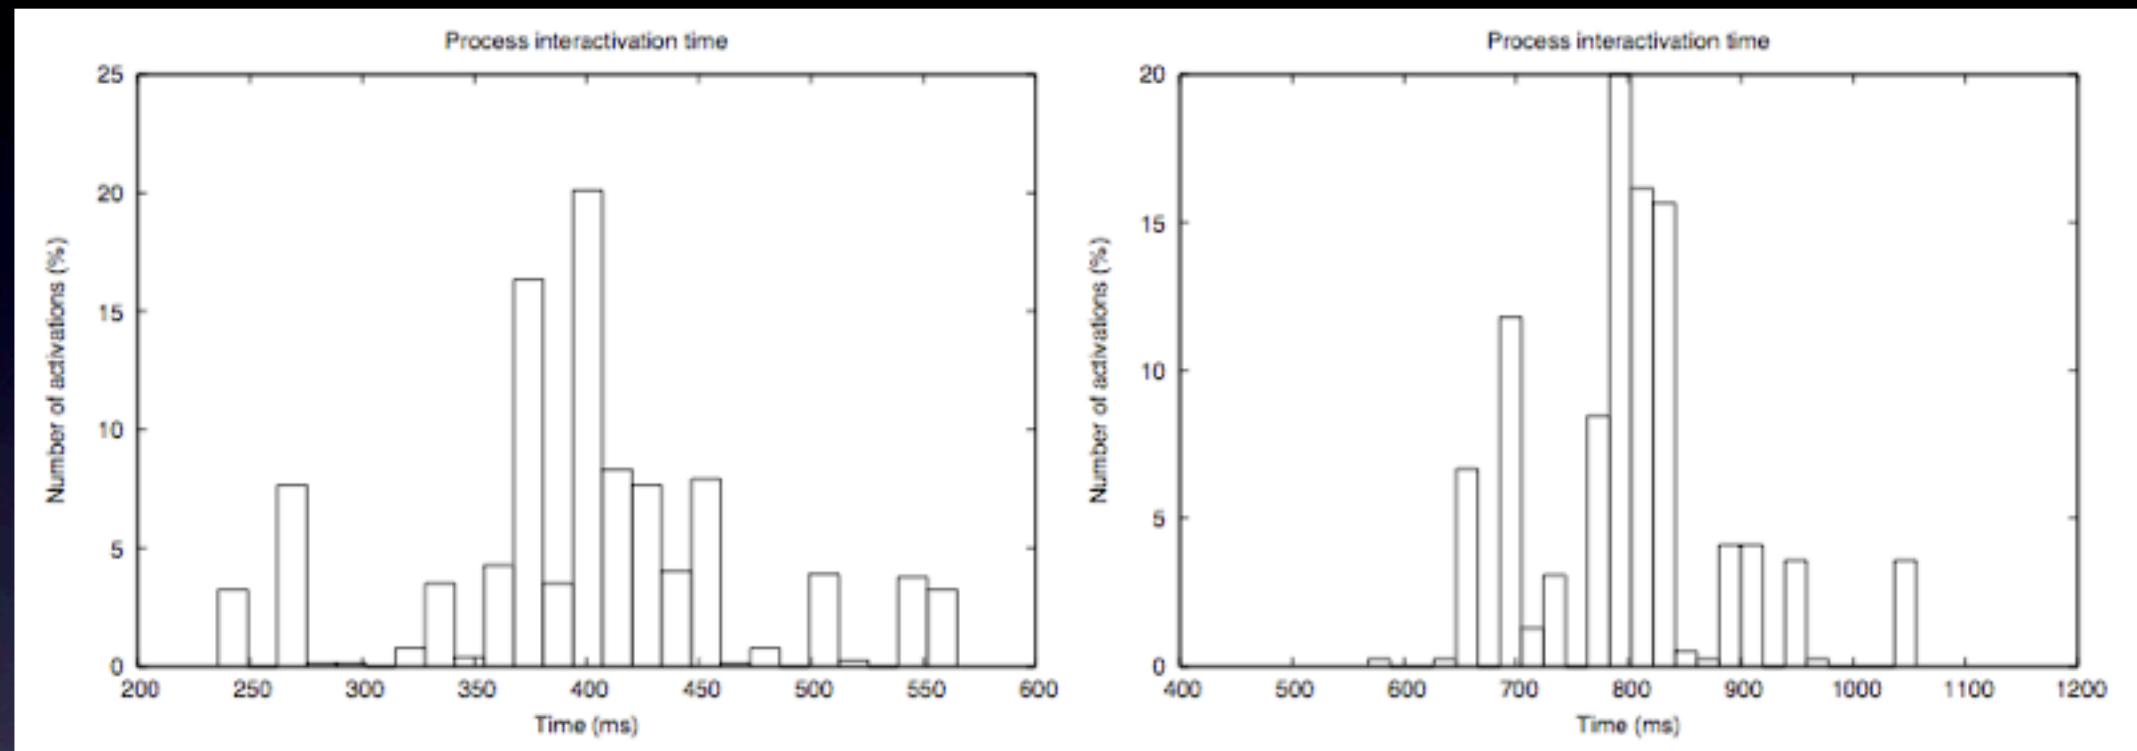 Process interactivation time
25
20
15
10
5
0
Number of activations (%)
200 250 300 350 400 450 500 550 600
Time (ms)
Process interactivation time
20
15
10
5
0
Number of activations (%)
400 500 600 700 800 900 1000 1100 1200
Time (ms)